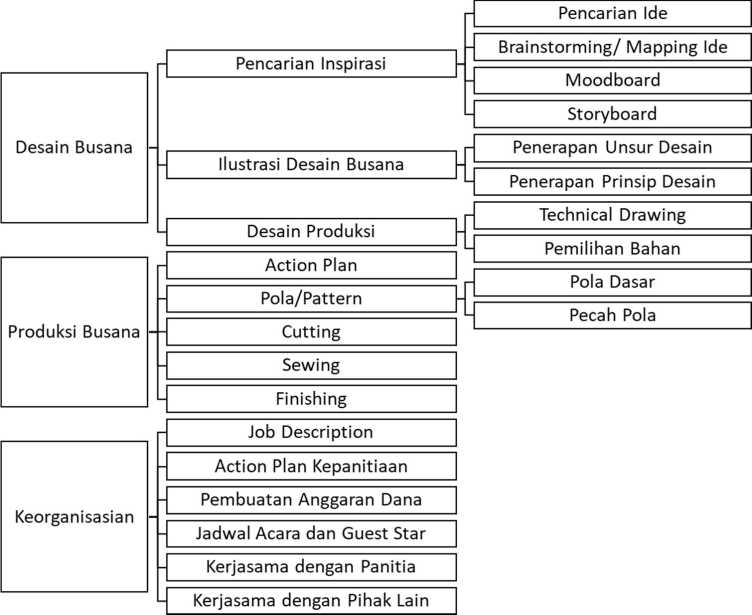 Desain Busana
Pencarian Inspirasi
Pencarian Ide
Brainstorming/ Mapping Ide
Moodboard
Storyboard
Ilustrasi Desain Busana
Penerapan Unsur Desain
Penerapan Prinsip Desain
Desain Produksi
Technical Drawing
Pemilihan Bahan
Produksi Busana
Action Plan
Pola/Pattern
Pola Dasar
Pecah Pola
Cutting
Sewing
Finishing
Keorganisasian
Job Description
Action Plan Kepanitiaan
Pembuatan Anggaran Dana
Jadwal Acara dan Guest Star
Kerjasama dengan Panitia
Kerjasama dengan Pihak Lain